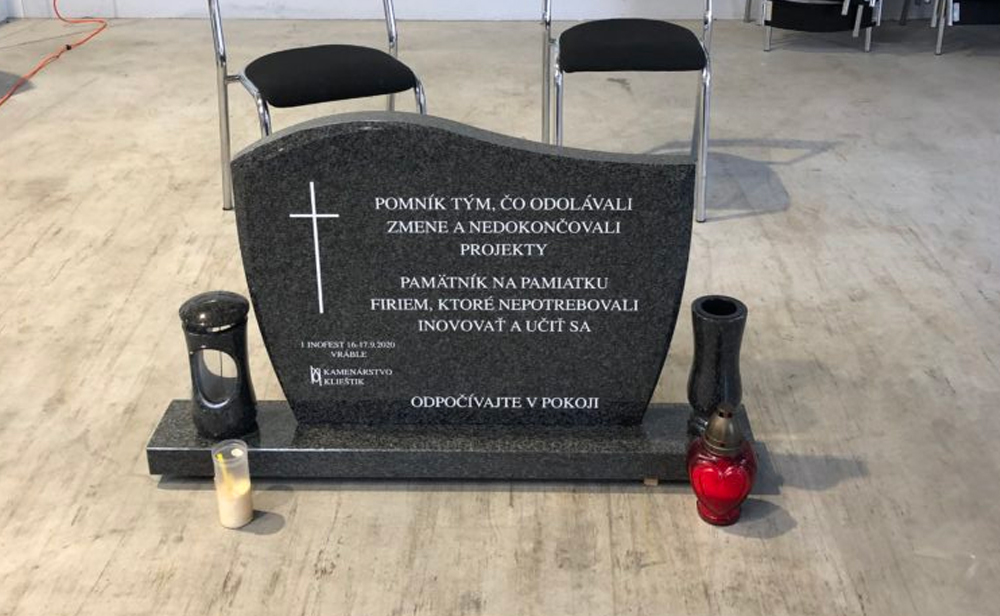 POMNÍK TÝM, ČO ODOLÁVALI
ZMENE A NEDOKONČOVALI
PROJEKTY
PAMÄTNÍK NA PAMIATKU
FIRIEM, KTORÉ NEPOTREBOVALI
INOVOVAŤ A UČIŤ SA
1 INOFEST 16-17.9.2020
VRÁBLE
KAMENÁRSTVO
KLIEŠTIK
ODPOČÍVAJTE V POKOJI